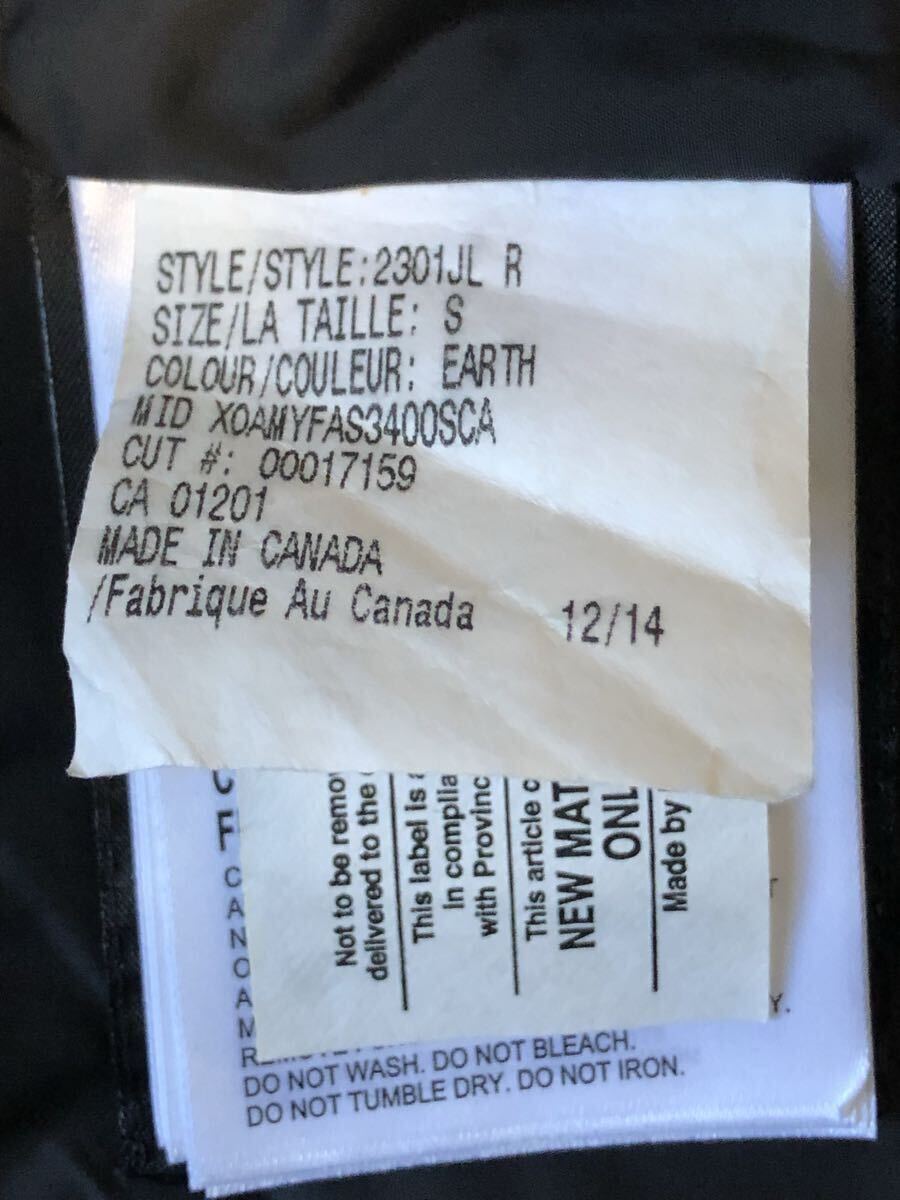 STYLE/STYLE:2301JL R
SIZE/LA TAILLE: S
COLOUR/COULEUR: EARTH
MID XOAMYFAS3400SCA
CUT #: 00017159
CA 01201
MADE IN CANADA
/Fabrique Au Canada 12/14
Not to be remo
delivered to the
This label is a
In complia
with Provinc
This article c
NEW MAT
ONL
Made by
F
C
A
N
O
A
M
Y.
DO NOT WASH. DO NOT BLEACH.
DO NOT TUMBLE DRY. DO NOT IRON.